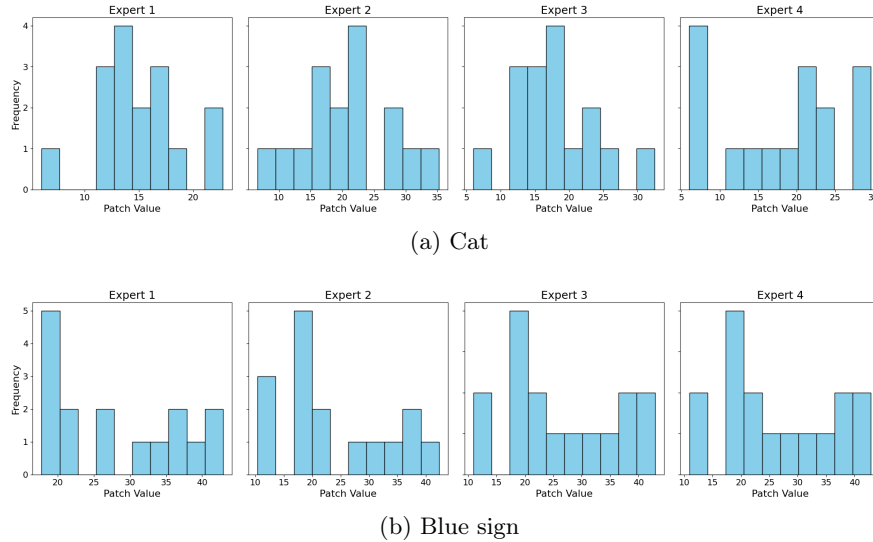 Expert 1 Expert 2 Expert 3 Expert 4
4
3
2
1
0
Frequency
10 15 20
10 15 20 25 30 35
5 10 15 20 25 30
5 10 15 20 25
Patch Value Patch Value Patch Value Patch Value
(a) Cat
Expert 1 Expert 2 Expert 3 Expert 4
5
4
3
2
1
0
Frequency
20 25 30 35 40
10 15 20 25 30 35 40
10 15 20 25 30 35 40
10 15 20 25 30 35 40
Patch Value Patch Value Patch Value Patch Value
(b) Blue sign